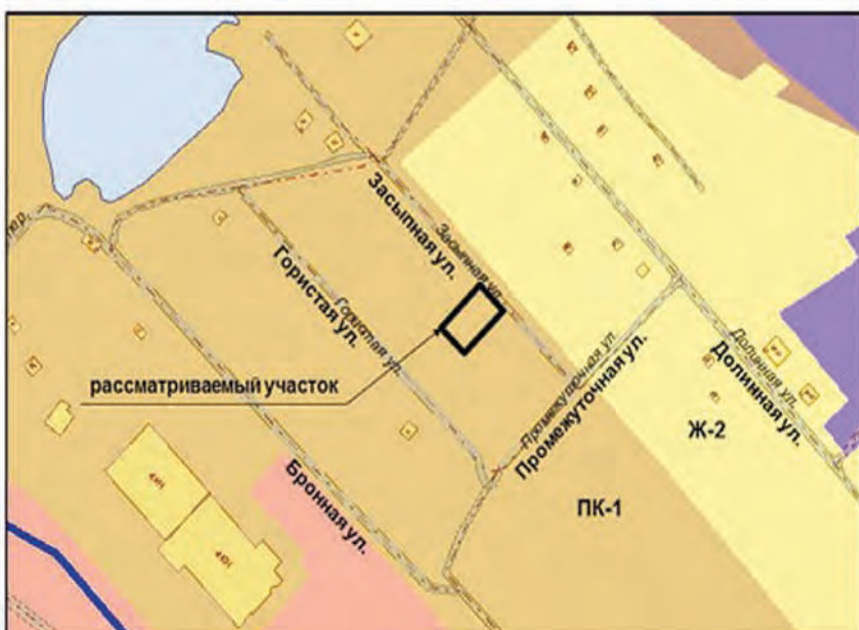 пер.
Засыпная ул.
Засыпная ул.
Гористая ул.
Гористая ул.
рассматриваемый участок
Промежуточная ул.
Промежуточная ул.
Долинная ул.
Долинная ул.
Ж-2
Бронная ул.
ПК-1